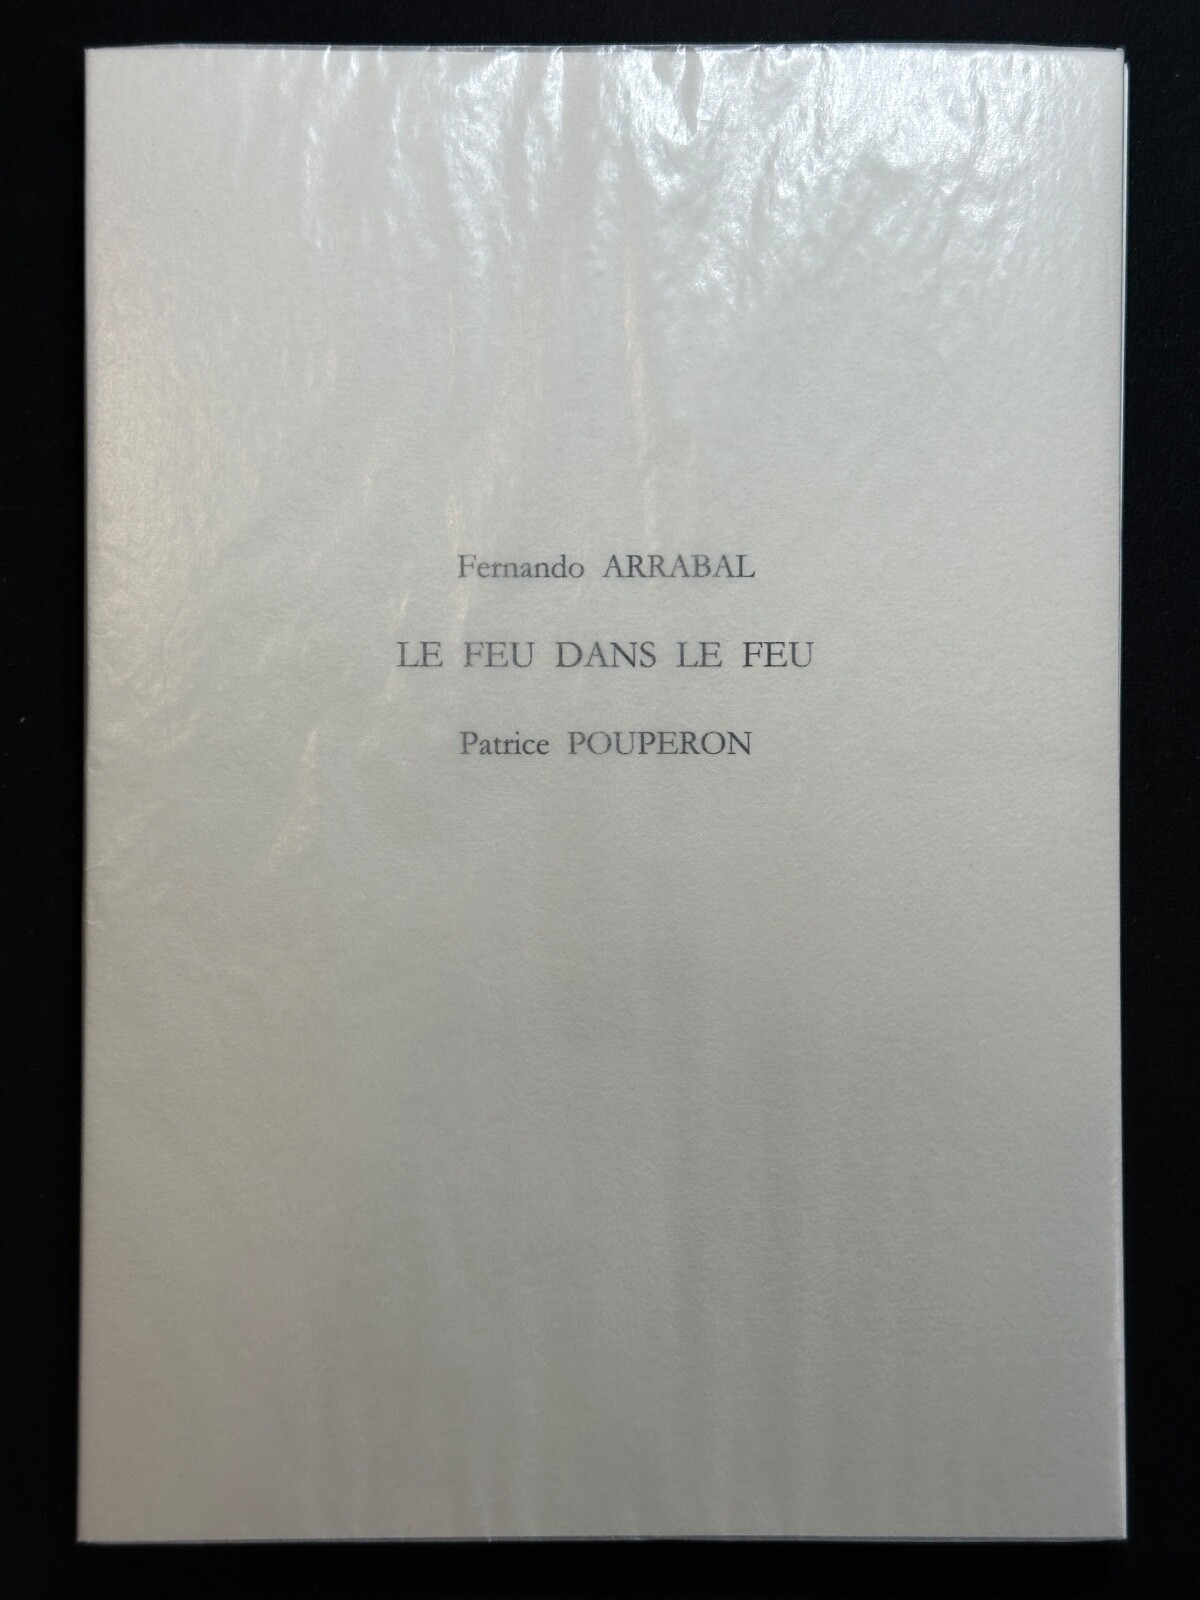 Fernando ARRABAL
LE FEU DANS LE FEU
Patrice POUPERON